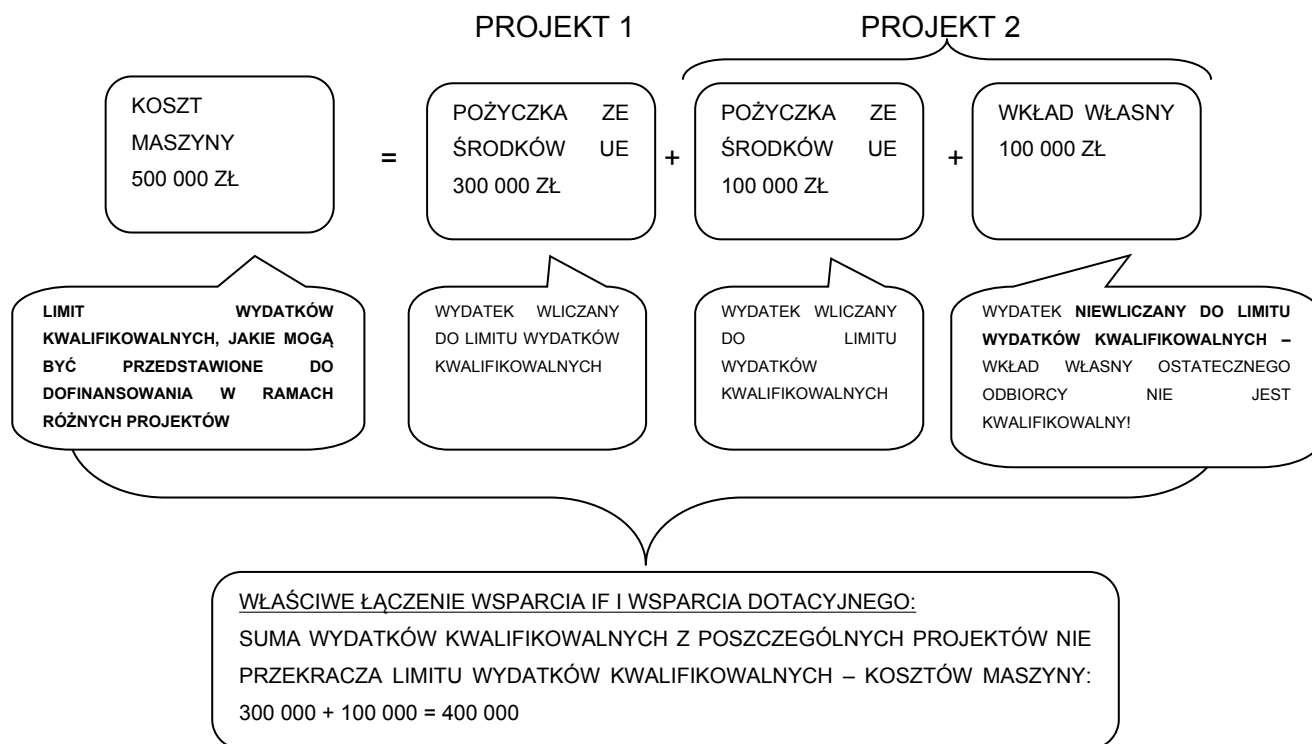 PROJEKT 1
PROJEKT 2
KOSZT
MASZYNY
500 000 ZŁ
=
POŻYCZKA ZE
ŚRODKÓW UE
300 000 ZŁ
+
POŻYCZKA ZE
ŚRODKÓW UE
100 000 ZŁ
+
WKŁAD WŁASNY
100 000 ZŁ
LIMIT WYDATKÓW
KWALIFIKOWALNYCH, JAKIE MOGĄ
BYĆ PRZEDSTAWIONE DO
DOFINANSOWANIA W RAMACH
RÓŻNYCH PROJEKTÓW
WYDATEK WLICZANY
DO LIMITU WYDATKÓW
KWALIFIKOWALNYCH
WYDATEK WLICZANY
DO LIMITU
WYDATKÓW
KWALIFIKOWALNYCH
WYDATEK NIEWLICZANY DO LIMITU
WYDATKÓW KWALIFIKOWALNYCH –
WKŁAD WŁASNY OSTATECZNEGO
ODBIORCY NIE JEST
KWALIFIKOWALNY!
WŁAŚCIWE ŁĄCZENIE WSPARCIA IF I WSPARCIA DOTACYJNEGO:
SUMA WYDATKÓW KWALIFIKOWALNYCH Z POSZCZEGÓLNYCH PROJEKTÓW NIE
PRZEKRACZA LIMITU WYDATKÓW KWALIFIKOWALNYCH – KOSZTÓW MASZYNY:
300 000 + 100 000 = 400 000